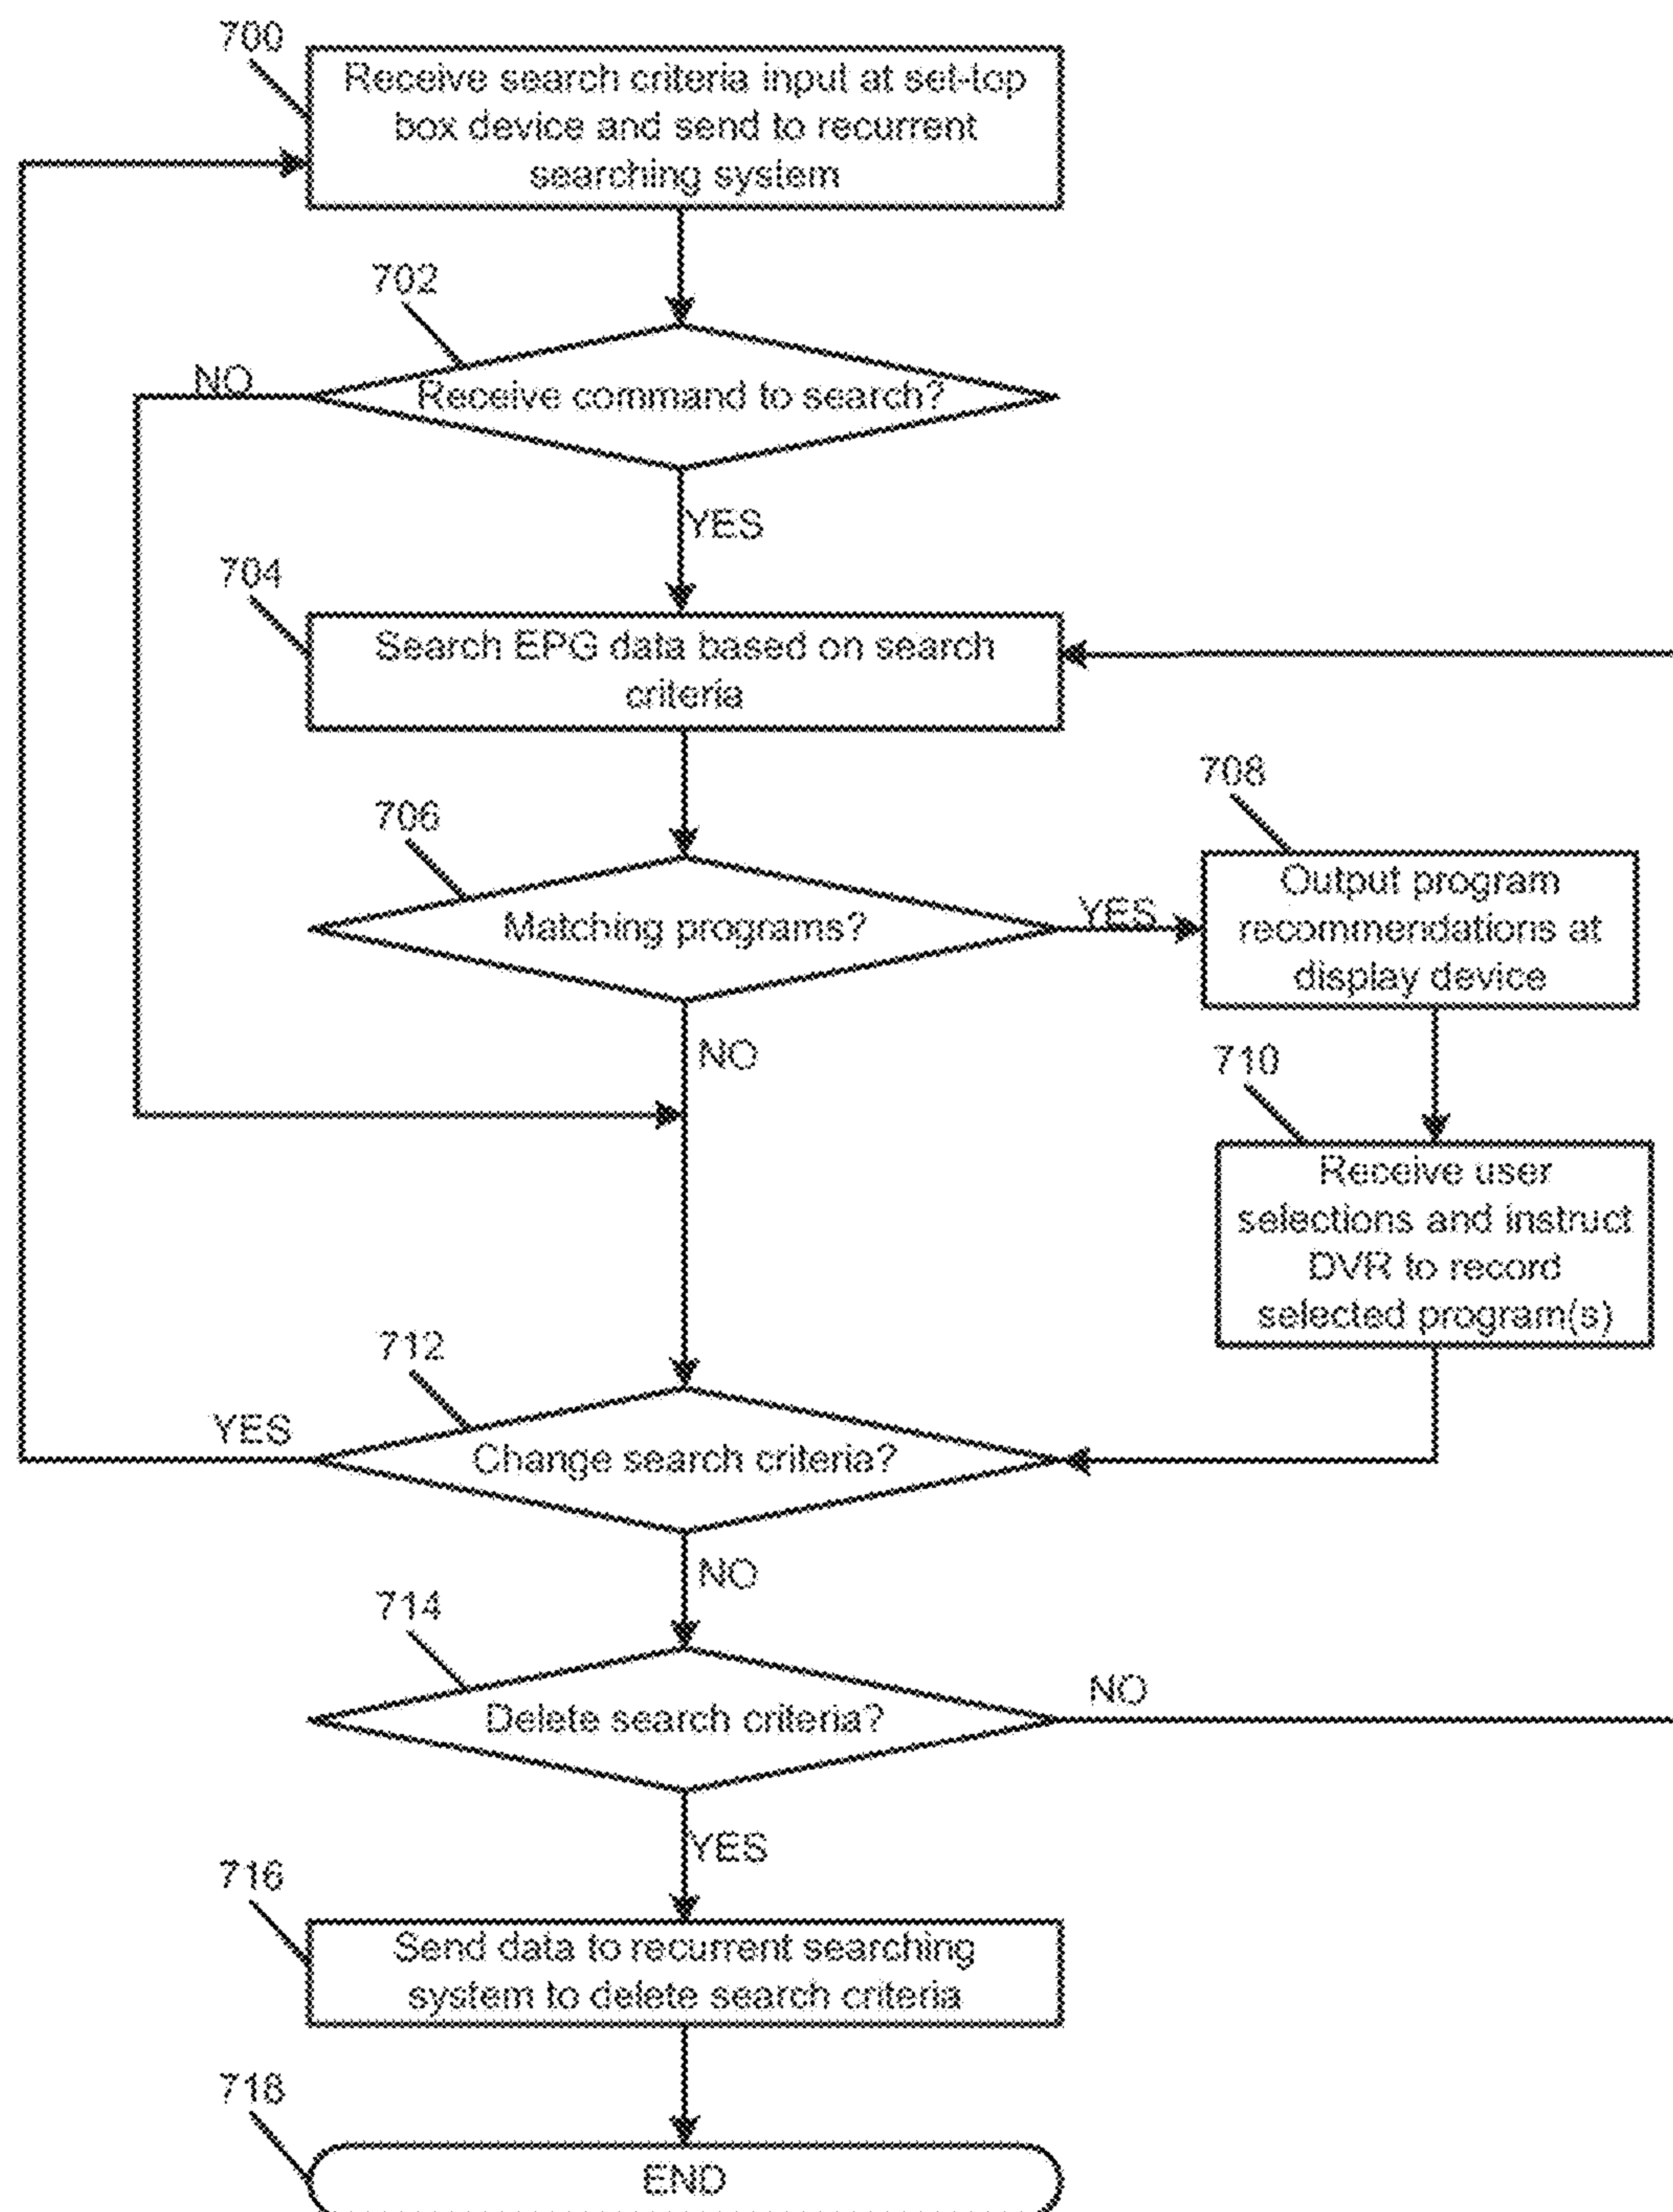 700
Receive search criteria input at set-top
box device and send to recurrent
searching system
702
NO
Receive command to search?
YES
704
Search EPG data based on search
criteria
708
706
Output program
recommendations at
display device
Matching programs?
YES
NO
710
Receive user
selections and instruct
DVR to record
selected program(s)
712
YES
Change search criteria?
NO
714
NO
Delete search criteria?
YES
716
Send data to recurrent searching
system to delete search criteria
718
END